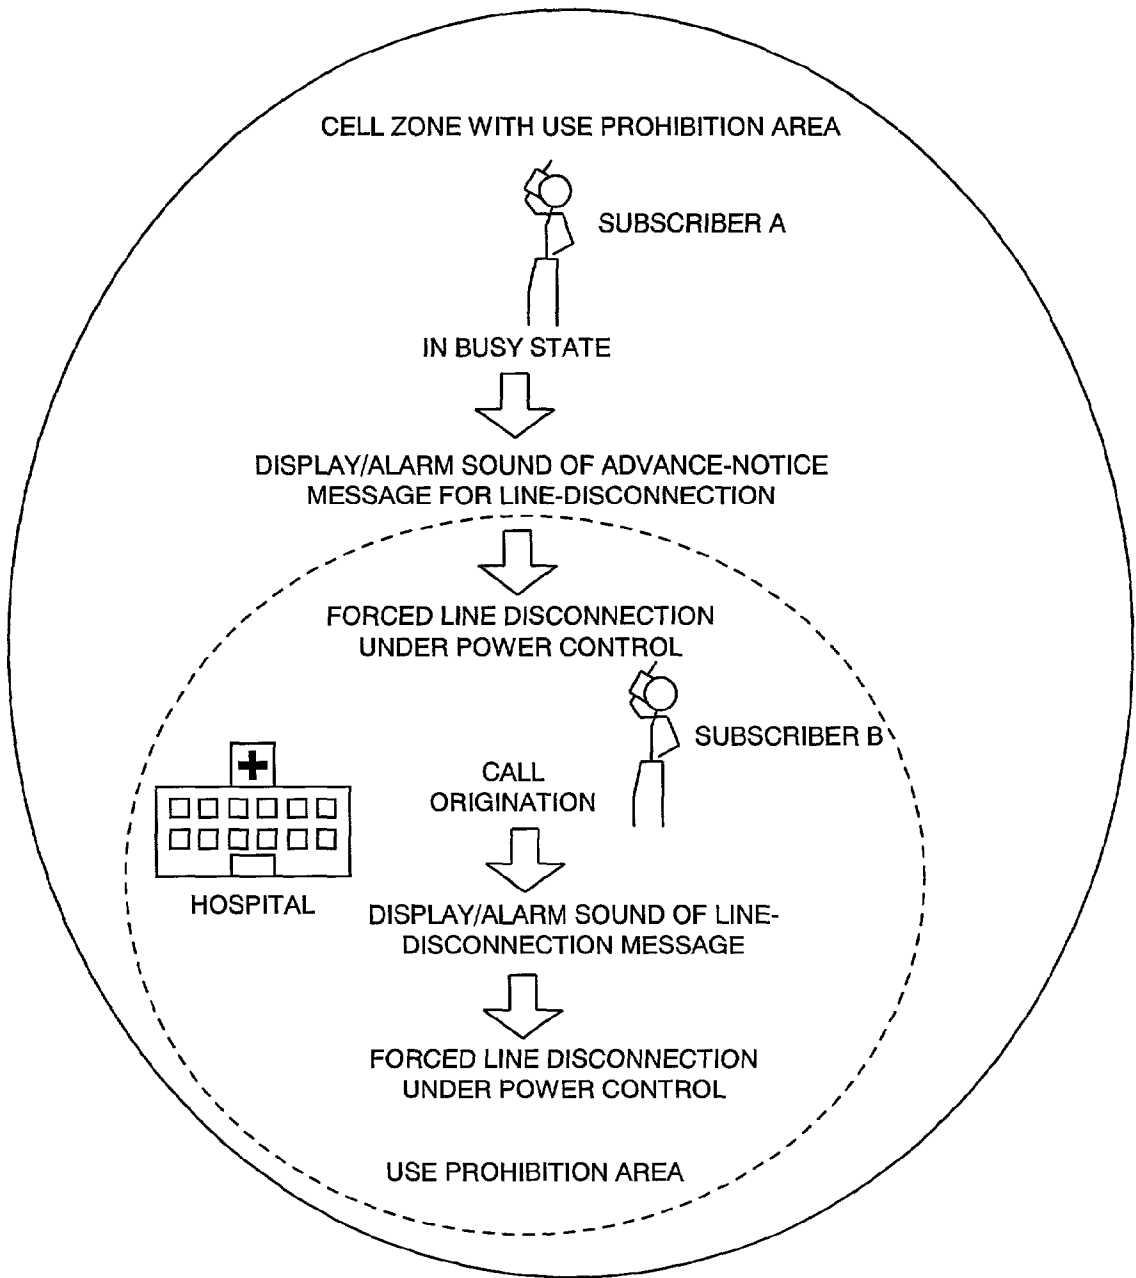 CELL ZONE WITH USE PROHIBITION AREA
SUBSCRIBER A
IN BUSY STATE
DISPLAY/ALARM SOUND OF ADVANCE-NOTICE
MESSAGE FOR LINE-DISCONNECTION
FORCED LINE DISCONNECTION
UNDER POWER CONTROL
SUBSCRIBER B
CALL
ORIGINATION
HOSPITAL
DISPLAY/ALARM SOUND OF LINE-
DISCONNECTION MESSAGE
FORCED LINE DISCONNECTION
UNDER POWER CONTROL
USE PROHIBITION AREA